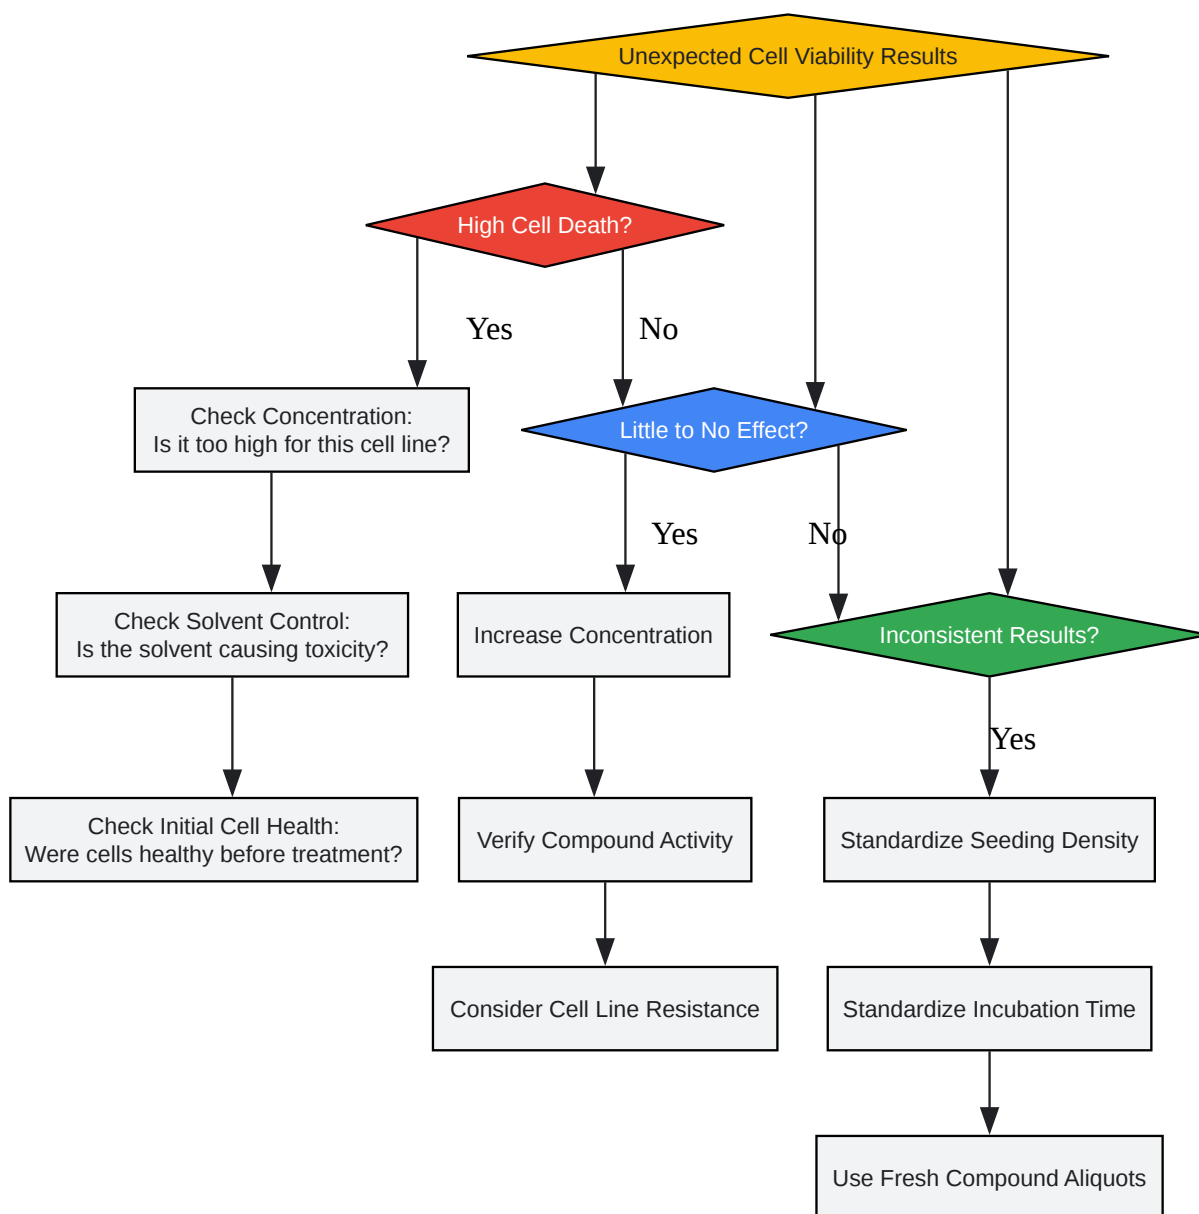 Unexpected Cell Viability Results
High Cell Death?
Yes
No
Check Concentration:
Is it too high for this cell line?
Little to No Effect?
Yes
No
Check Solvent Control:
Is the solvent causing toxicity?
Increase Concentration
Inconsistent Results?
Yes
Check Initial Cell Health:
Were cells healthy before treatment?
Verify Compound Activity
Standardize Seeding Density
Consider Cell Line Resistance
Standardize Incubation Time
Use Fresh Compound Aliquots